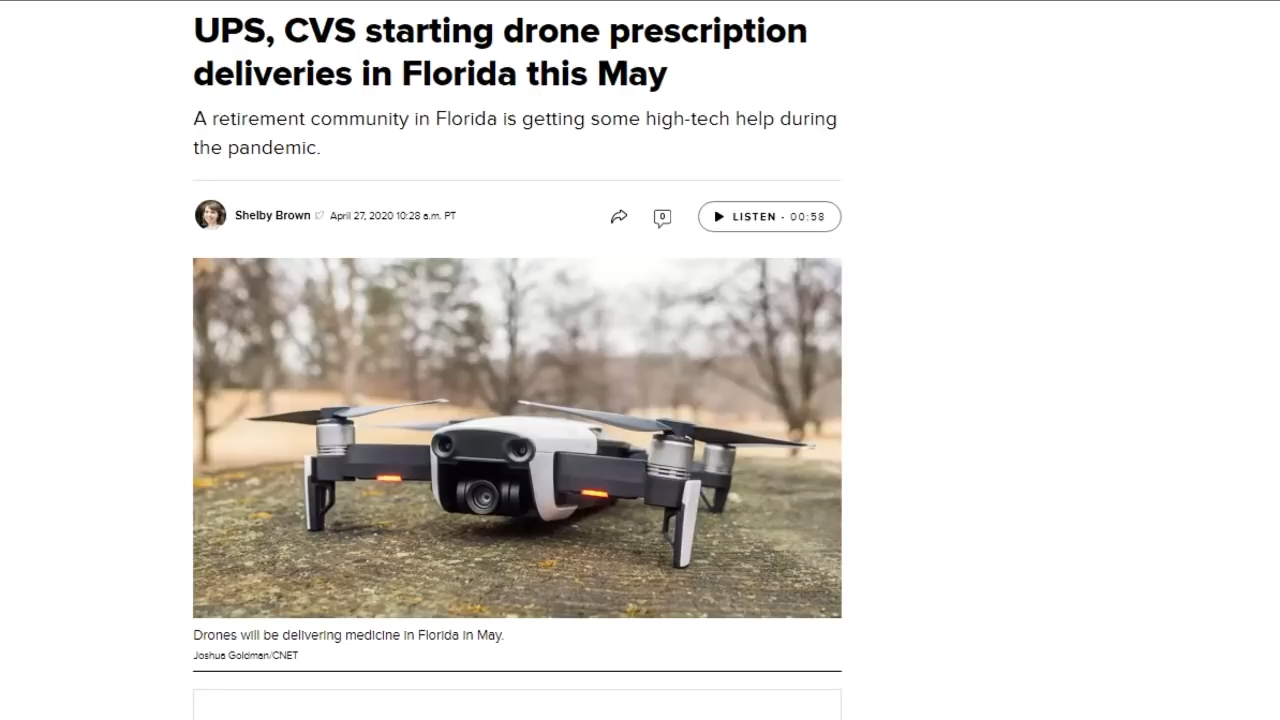 UPS, CVS starting drone prescription
deliveries in Florida this May
A retirement community in Florida is getting some high-tech help during
the pandemic.
Shelby Brown April 27, 2020 10:28 a.m. PT
0
LISTEN - 00:58
Drones will be delivering medicine in Florida in May.
Joshua Goldman/CNET